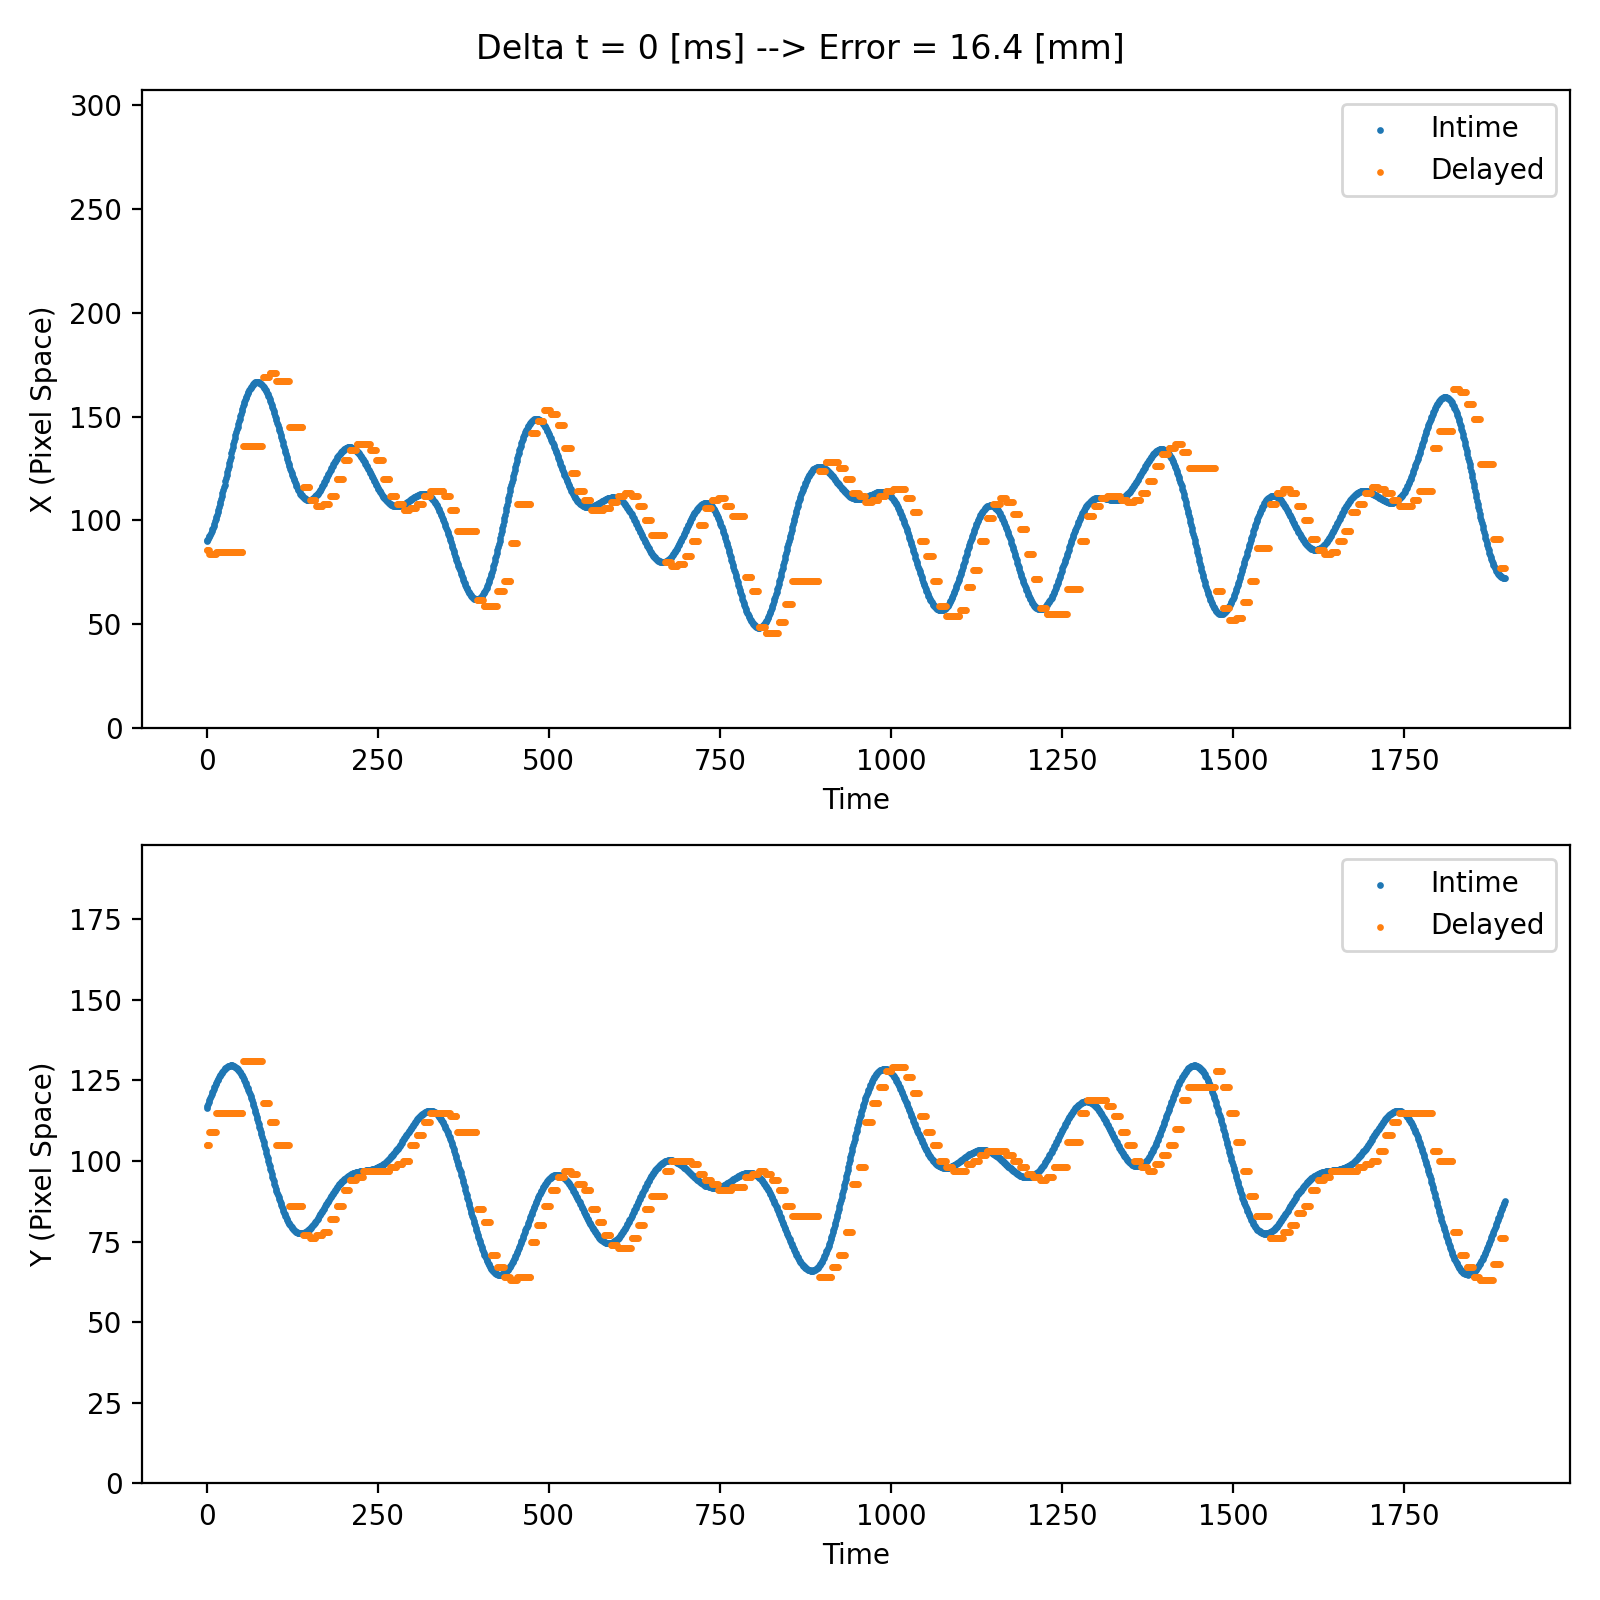 Delta t = 0 [ms] --> Error = 16.4 [mm]
300
250
200
150
100
50
0
X (Pixel Space)
Intime
Delayed
0 250 500 750 1000 1250 1500 1750
Time
175
150
125
100
75
50
25
0
Y (Pixel Space)
Intime
Delayed
0 250 500 750 1000 1250 1500 1750
Time